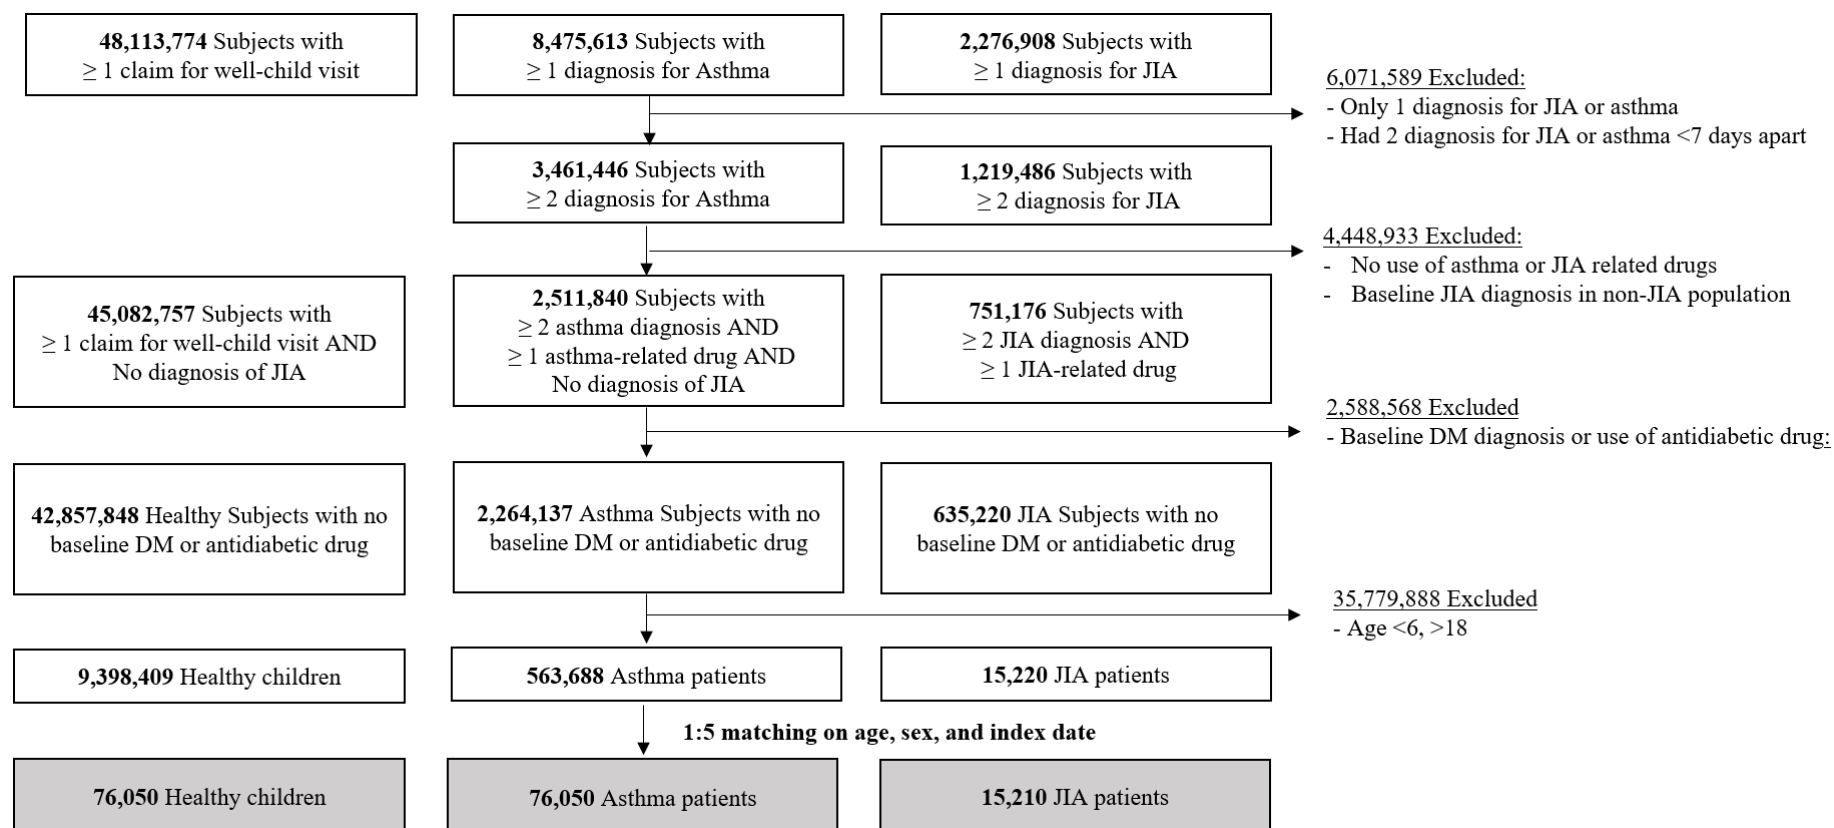 48,113,774 Subjects with
≥ 1 claim for well-child visit
8,475,613 Subjects with
≥ 1 diagnosis for Asthma
2,276,908 Subjects with
≥ 1 diagnosis for JIA
6,071,589 Excluded:
- Only 1 diagnosis for JIA or asthma
- Had 2 diagnosis for JIA or asthma <7 days apart
3,461,446 Subjects with
≥ 2 diagnosis for Asthma
1,219,486 Subjects with
≥ 2 diagnosis for JIA
4,448,933 Excluded:
- No use of asthma or JIA related drugs
- Baseline JIA diagnosis in non-JIA population
45,082,757 Subjects with
≥ 1 claim for well-child visit AND
No diagnosis of JIA
2,511,840 Subjects with
≥ 2 asthma diagnosis AND
≥ 1 asthma-related drug AND
No diagnosis of JIA
751,176 Subjects with
≥ 2 JIA diagnosis AND
≥ 1 JIA-related drug
2,588,568 Excluded
- Baseline DM diagnosis or use of antidiabetic drug:
42,857,848 Healthy Subjects with no
baseline DM or antidiabetic drug
2,264,137 Asthma Subjects with no
baseline DM or antidiabetic drug
635,220 JIA Subjects with no
baseline DM or antidiabetic drug
35,779,888 Excluded
- Age <6, >18
9,398,409 Healthy children
563,688 Asthma patients
15,220 JIA patients
1:5 matching on age, sex, and index date
76,050 Healthy children
76,050 Asthma patients
15,210 JIA patients